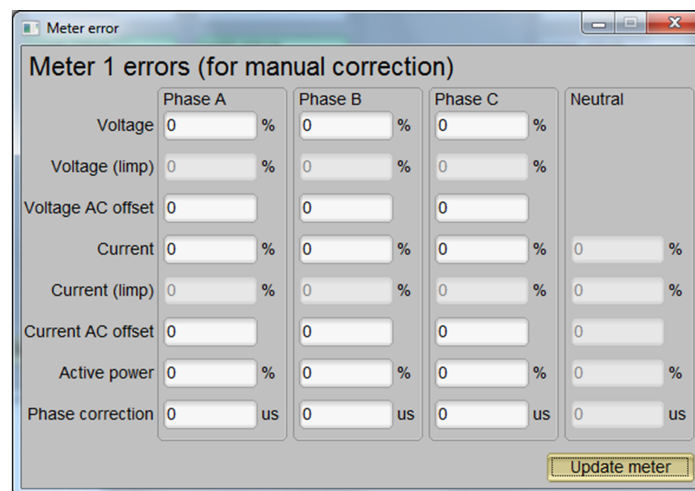 Meter error
Meter 1 errors (for manual correction)
Phase A Phase B Phase C Neutral
Voltage 0 % 0 % 0 %
Voltage (limp) 0 % 0 % 0 %
Voltage AC offset 0 0 0
Current 0 % 0 % 0 % 0 %
Current (limp) 0 % 0 % 0 % 0 %
Current AC offset 0 0 0 0
Active power 0 % 0 % 0 % 0 %
Phase correction 0 us 0 us 0 us 0 us
Update meter